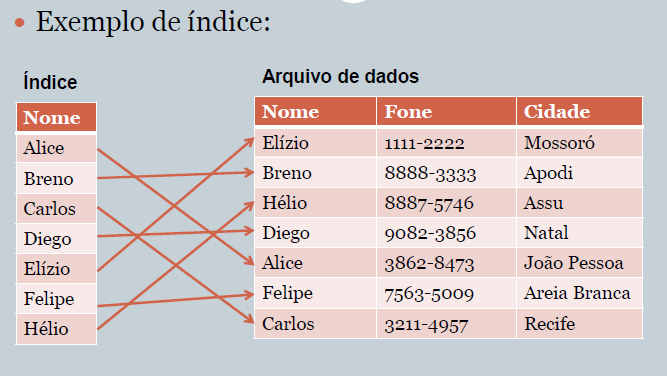 • Exemplo de índice:
Índice
Nome
Alice
Breno
Carlos
Diego
Elízio
Felipe
Hélio
Arquivo de dados
Nome Fone Cidade
Elízio 1111-2222 Mossoró
Breno 8888-3333 Apodi
Hélio 8887-5746 Assu
Diego 9082-3856 Natal
Alice 3862-8473 João Pessoa
Felipe 7563-5009 Areia Branca
Carlos 3211-4957 Recife